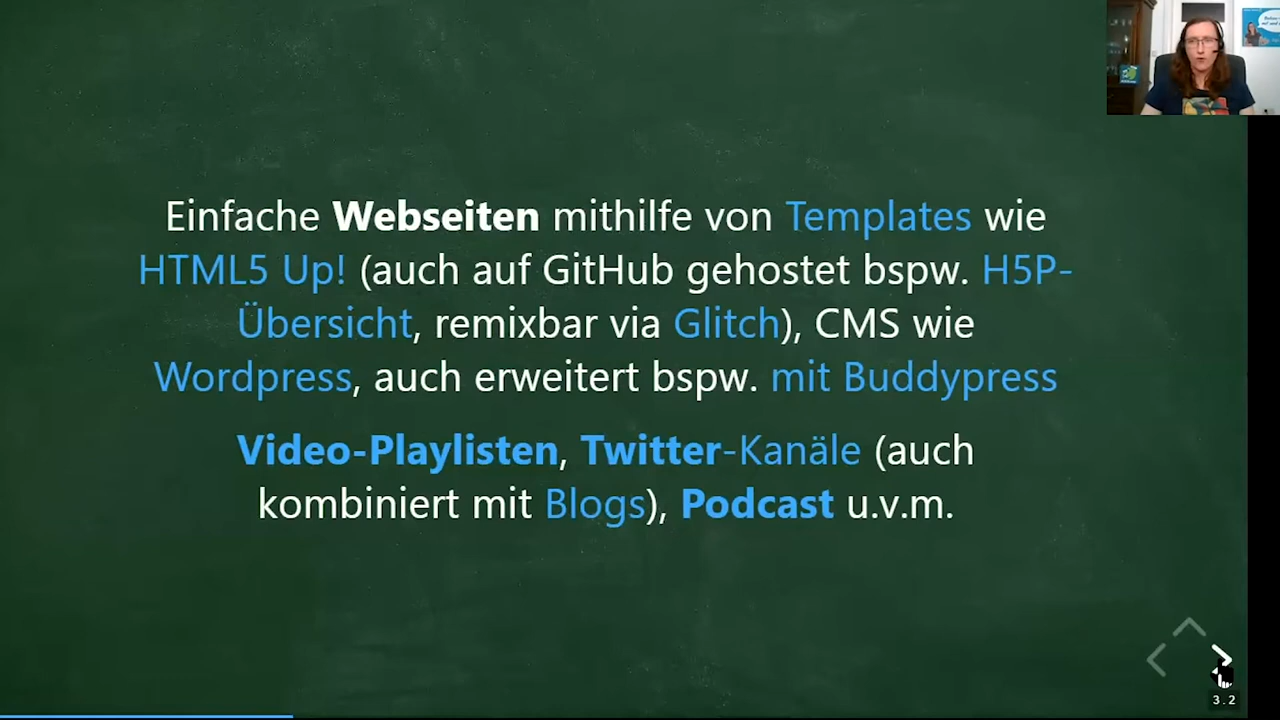 Einfache Webseiten mithilfe von Templates wie
HTML5 Up! (auch auf GitHub gehostet bspw. H5P-
Übersicht, remixbar via Glitch), CMS wie
Wordpress, auch erweitert bspw. mit Buddypress
Video-Playlisten, Twitter-Kanäle (auch
kombiniert mit Blogs), Podcast u.v.m.
3.2